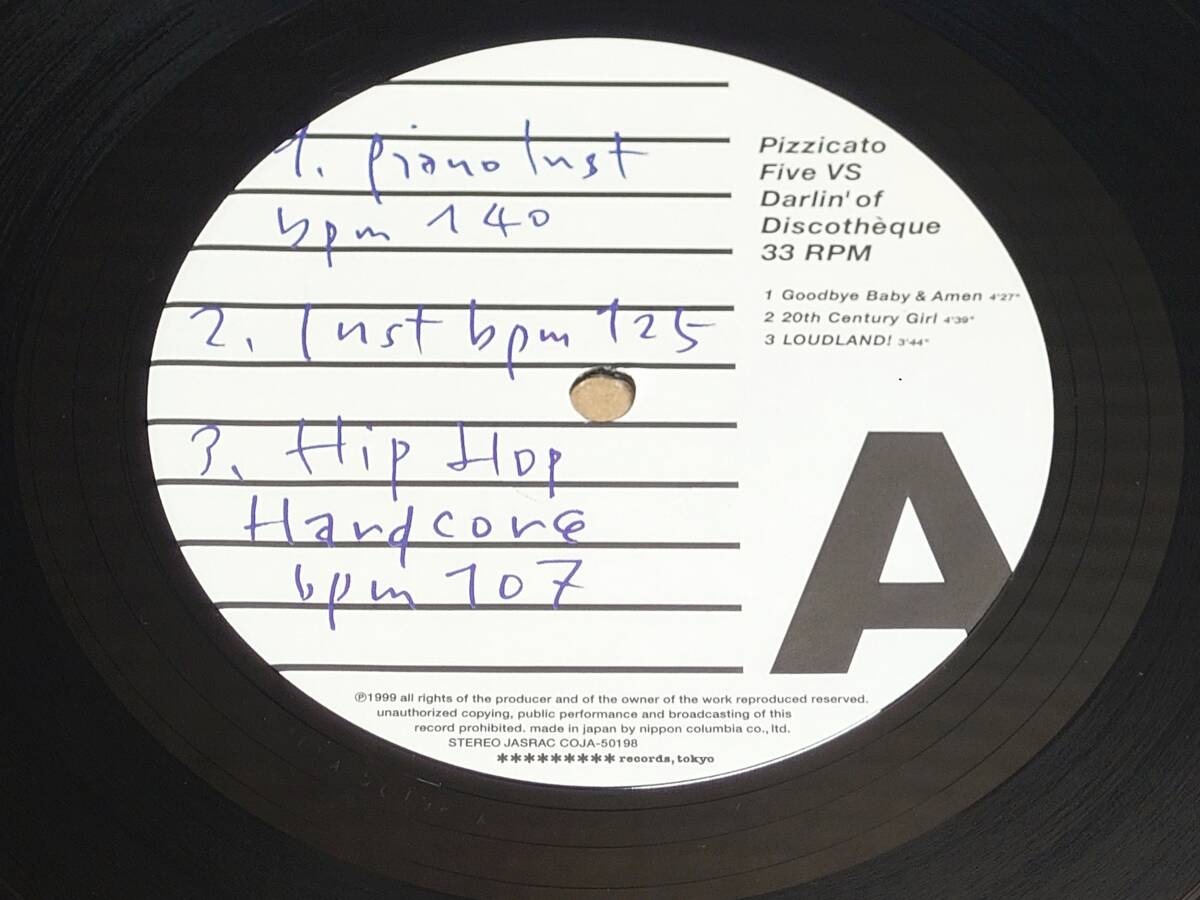 1. piano Inst
bpm 140
2. Inst bpm 125
3. Hip Hop
Hardcore
bpm 107
Pizzicato
Five VS
Darlin' of
Discothèque
33 RPM
1 Goodbye Baby & Amen 4'27"
2 20th Century Girl 4'39"
3 LOUDLAND! 3'44"
A
℗1999 all rights of the producer and of the owner of the work reproduced reserved.
unauthorized copying, public performance and broadcasting of this
record prohibited. made in japan by nippon columbia co., ltd.
STEREO JASRAC COJA-50198
********* records, tokyo